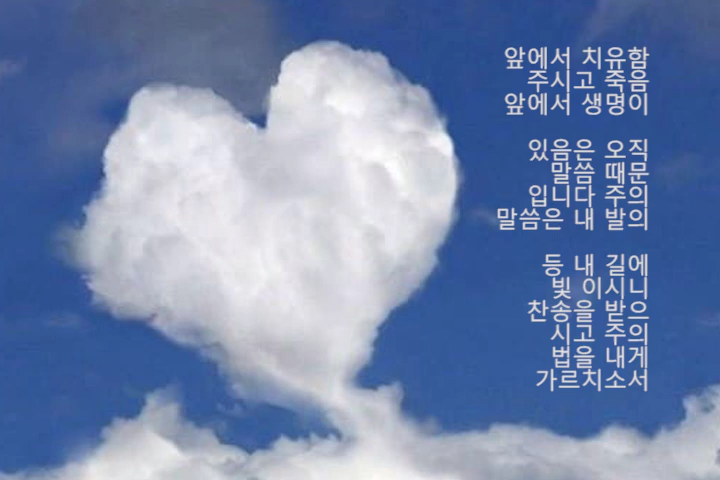 앞에서 치유함
주시고 죽음
앞에서 생명이
있음은 오직
말씀 때문
입니다 주의
말씀은 내 발의
등 내 길에
빛 이시니
찬송을 받으
시고 주의
법을 내게
가르치소서